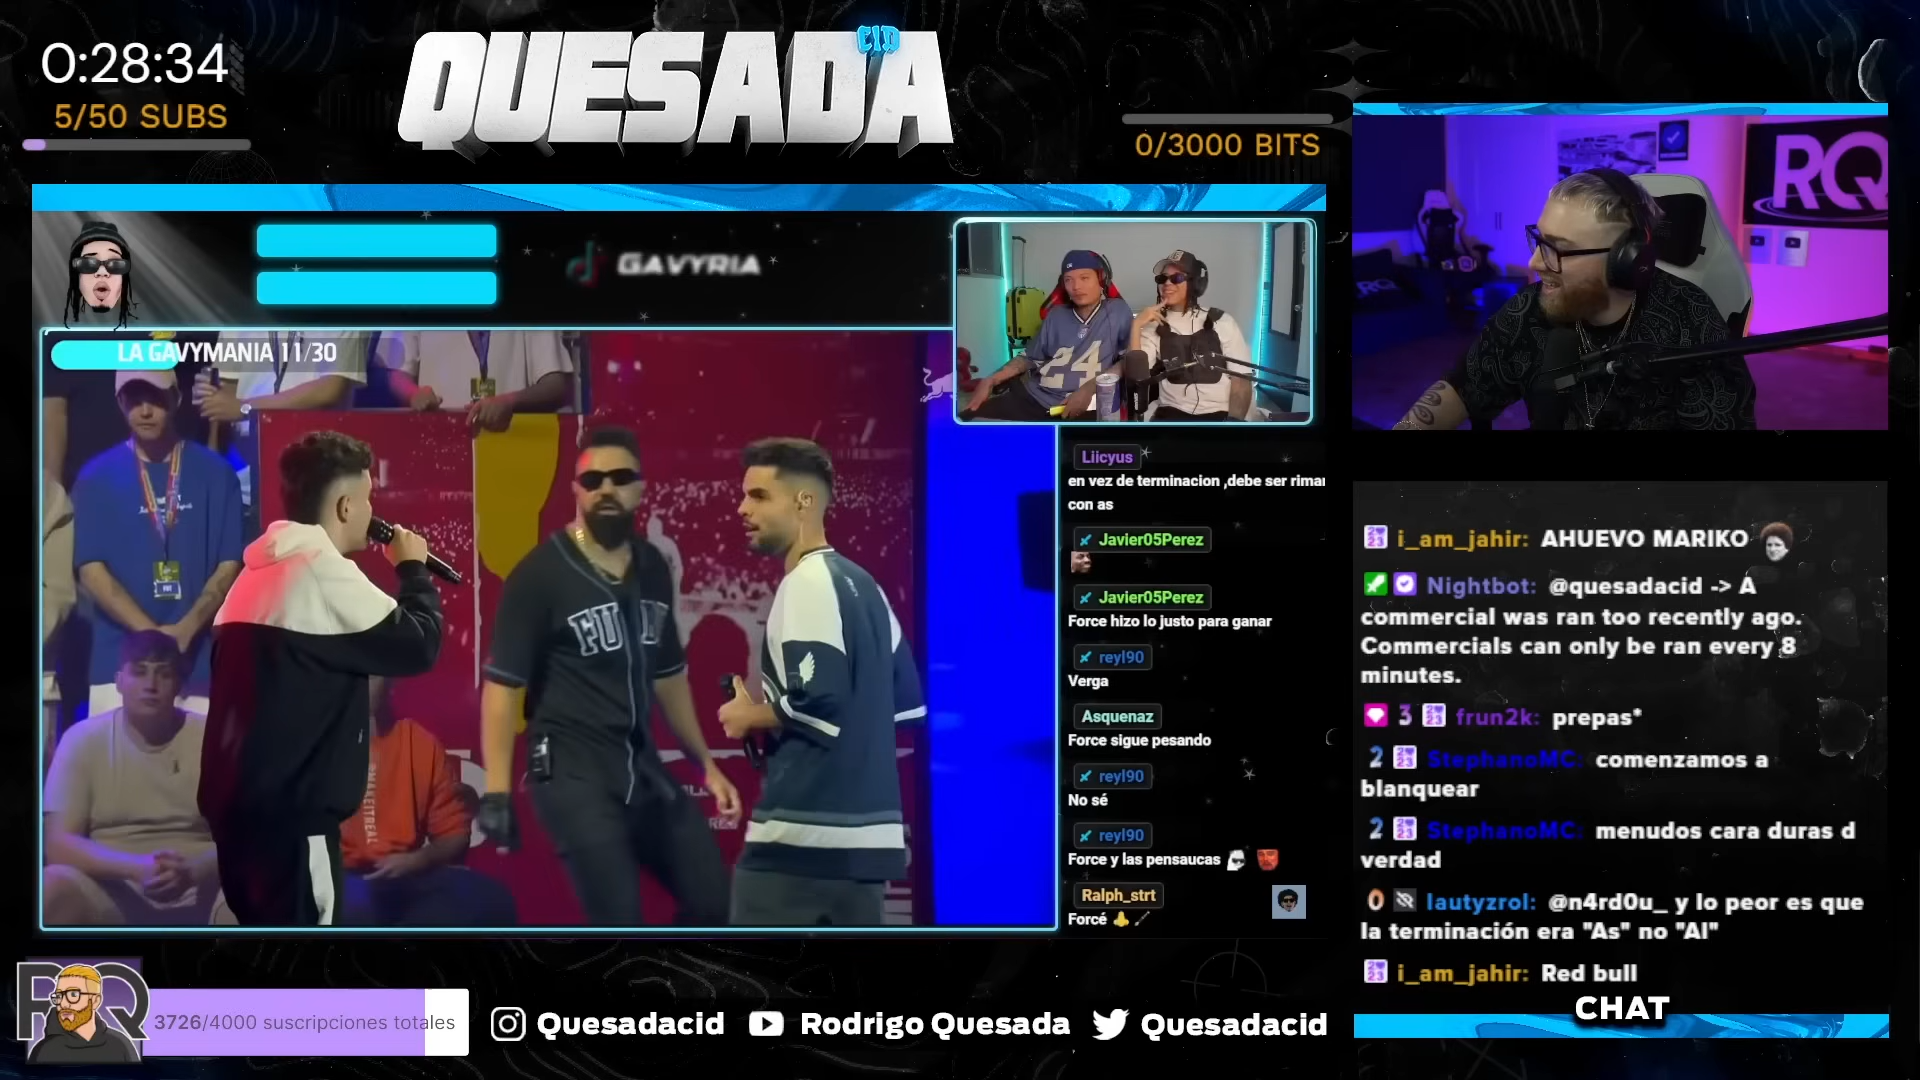 0:28:34
5/50 SUBS
QUESADA
CID
0/3000 BITS
GAVYRIA
LA GAVYMANIA 11/30
24
RQ
RQ
FU
Liicyus
en vez de terminacion ,debe ser rimar
con as
Javier05Perez
Javier05Perez
Force hizo lo justo para ganar
reyl90
Verga
Asquenaz
Force sigue pesando
reyl90
No sé
reyl90
Force y las pensaucas
Ralph_strt
Forcé
i_am_jahir: AHUEVO MARIKO
Nightbot: @quesadacid -> A
commercial was ran too recently ago.
Commercials can only be ran every 8
minutes.
3 frun2k: prepas*
2 StephanoMC: comenzamos a
blanquear
2 StephanoMC: menudos cara duras d
verdad
0 lautyzrol: @n4rd0u_ y lo peor es que
la terminación era "As" no "Al"
i_am_jahir: Red bull
CHAT
RQ
3726/4000 suscripciones totales
Quesadacid
Rodrigo Quesada
Quesadacid